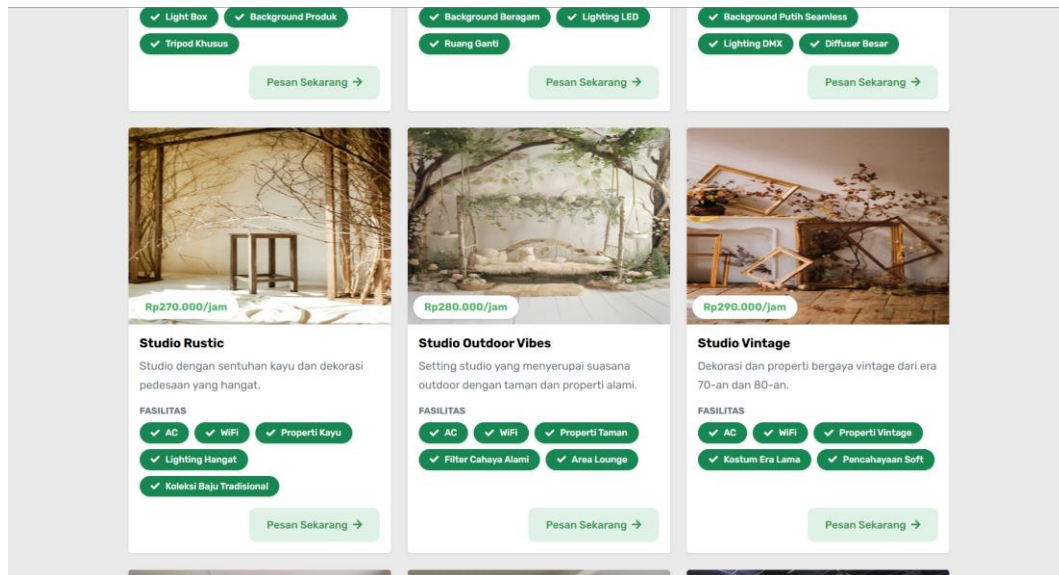 Light Box Background Produk
Tripod Khusus
Pesan Sekarang →
Background Beragam Lighting LED
Ruang Ganti
Pesan Sekarang →
Background Putih Seamless
Lighting DMX Diffuser Besar
Pesan Sekarang →
Rp270.000/jam
Studio Rustic
Studio dengan sentuhan kayu dan dekorasi
pedesaan yang hangat.
FASILITAS
AC WiFi Properti Kayu
Lighting Hangat
Koleksi Baju Tradisional
Pesan Sekarang →
Rp280.000/jam
Studio Outdoor Vibes
Setting studio yang menyerupai suasana
outdoor dengan taman dan properti alami.
FASILITAS
AC WiFi Properti Taman
Filter Cahaya Alami Area Lounge
Pesan Sekarang →
Rp290.000/jam
Studio Vintage
Dekorasi dan properti bergaya vintage dari era
70-an dan 80-an.
FASILITAS
AC WiFi Properti Vintage
Kostum Era Lama Pencahayaan Soft
Pesan Sekarang →